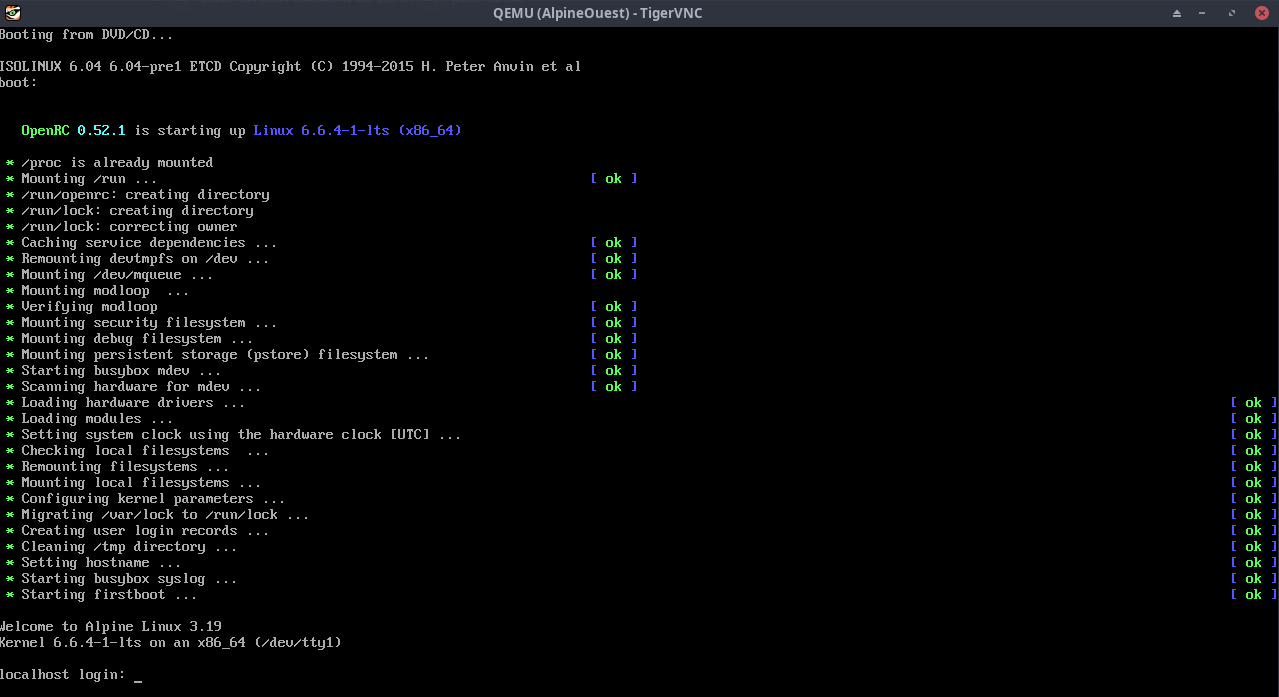 QEMU (AlpineOuest) - TigerVNC
Booting from DVD/CD...
ISOLINUX 6.04 6.04-pre1 ETCD Copyright (C) 1994-2015 H. Peter Anvin et al
boot:
OpenRC 0.52.1 is starting up Linux 6.6.4-1-lts (x86_64)
* /proc is already mounted
* Mounting /run ... [ ok ]
* /run/openrc: creating directory
* /run/lock: creating directory
* /run/lock: correcting owner
* Caching service dependencies ... [ ok ]
* Remounting devtmpfs on /dev ... [ ok ]
* Mounting /dev/mqueue ... [ ok ]
* Mounting modloop  ...
* Verifying modloop [ ok ]
* Mounting security filesystem ... [ ok ]
* Mounting debug filesystem ... [ ok ]
* Mounting persistent storage (pstore) filesystem ... [ ok ]
* Starting busybox mdev ... [ ok ]
* Scanning hardware for mdev ... [ ok ]
* Loading hardware drivers ... [ ok ]
* Loading modules ... [ ok ]
* Setting system clock using the hardware clock [UTC] ... [ ok ]
* Checking local filesystems  ... [ ok ]
* Remounting filesystems ... [ ok ]
* Mounting local filesystems ... [ ok ]
* Configuring kernel parameters ... [ ok ]
* Migrating /var/lock to /run/lock ... [ ok ]
* Creating user login records ... [ ok ]
* Cleaning /tmp directory ... [ ok ]
* Setting hostname ... [ ok ]
* Starting busybox syslog ... [ ok ]
* Starting firstboot ... [ ok ]
Welcome to Alpine Linux 3.19
Kernel 6.6.4-1-lts on an x86_64 (/dev/tty1)
localhost login: _